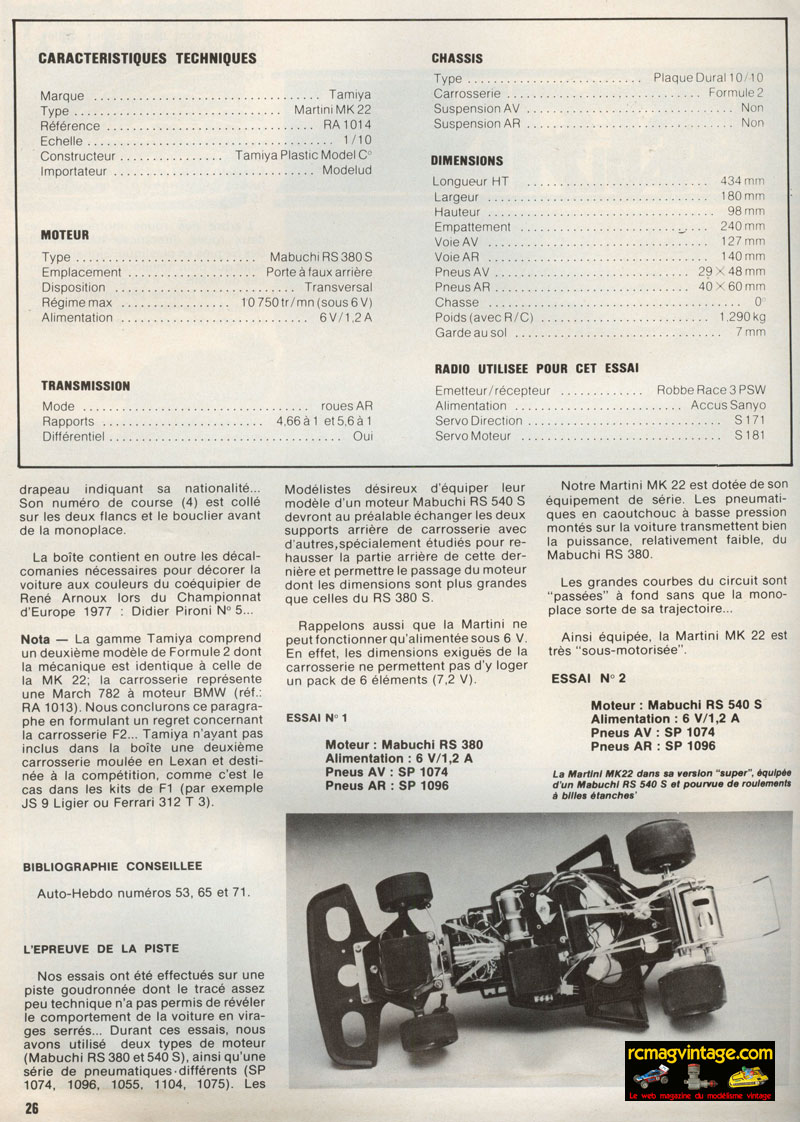 CARACTERISTIQUES TECHNIQUES
Marque ................................. Tamiya
Type ................................. Martini MK 22
Référence ................................. RA 1014
Echelle ................................. 1/10
Constructeur ................ Tamiya Plastic Model C°
Importateur ................................. Modelud
MOTEUR
Type ........................... Mabuchi RS 380 S
Emplacement .................. Porte à faux arrière
Disposition ........................... Transversal
Régime max ................ 10 750 tr/mn (sous 6 V)
Alimentation ........................... 6 V/1,2 A
TRANSMISSION
Mode ................................. roues AR
Rapports ........................ 4,66 à 1 et 5,6 à 1
Différentiel ................................. Oui
CHASSIS
Type ........................... Plaque Dural 10/10
Carrosserie ........................... Formule 2
Suspension AV ........................... Non
Suspension AR ........................... Non
DIMENSIONS
Longueur HT ........................... 434 mm
Largeur ................................. 180 mm
Hauteur ................................. 98 mm
Empattement ........................... 240 mm
Voie AV ................................. 127 mm
Voie AR ................................. 140 mm
Pneus AV ........................... 29 × 48 mm
Pneus AR ........................... 40 × 60 mm
Chasse ................................. 0°
Poids (avec R/C) ........................... 1,290 kg
Garde au sol ........................... 7 mm
RADIO UTILISEE POUR CET ESSAI
Emetteur/récepteur ............ Robbe Race 3 PSW
Alimentation ........................ Accus Sanyo
Servo Direction ........................... S 171
Servo Moteur ........................... S 181
drapeau indiquant sa nationalité...
Son numéro de course (4) est collé
sur les deux flancs et le bouclier avant
de la monoplace.
La boîte contient en outre les décal-
comanies nécessaires pour décorer la
voiture aux couleurs du coéquipier de
René Arnoux lors du Championnat
d'Europe 1977 : Didier Pironi N° 5...
Nota — La gamme Tamiya comprend
un deuxième modèle de Formule 2 dont
la mécanique est identique à celle de
la MK 22; la carrosserie représente
une March 782 à moteur BMW (réf.:
RA 1013). Nous conclurons ce paragra-
phe en formulant un regret concernant
la carrosserie F2... Tamiya n'ayant pas
inclus dans la boîte une deuxième
carrosserie moulée en Lexan et desti-
née à la compétition, comme c'est le
cas dans les kits de F1 (par exemple
JS 9 Ligier ou Ferrari 312 T 3).
BIBLIOGRAPHIE CONSEILLEE
Auto-Hebdo numéros 53, 65 et 71.
L'EPREUVE DE LA PISTE
Nos essais ont été effectués sur une
piste goudronnée dont le tracé assez
peu technique n'a pas permis de révéler
le comportement de la voiture en vira-
ges serrés... Durant ces essais, nous
avons utilisé deux types de moteur
(Mabuchi RS 380 et 540 S), ainsi qu'une
série de pneumatiques différents (SP
1074, 1096, 1055, 1104, 1075). Les
Modélistes désireux d'équiper leur
modèle d'un moteur Mabuchi RS 540 S
devront au préalable échanger les deux
supports arrière de carrosserie avec
d'autres,spécialement étudiés pour re-
hausser la partie arrière de cette der-
nière et permettre le passage du moteur
dont les dimensions sont plus grandes
que celles du RS 380 S.
Rappelons aussi que la Martini ne
peut fonctionner qu'alimentée sous 6 V.
En effet, les dimensions exiguës de la
carrosserie ne permettent pas d'y loger
un pack de 6 éléments (7,2 V).
ESSAI N° 1
Moteur : Mabuchi RS 380
Alimentation : 6 V/1,2 A
Pneus AV : SP 1074
Pneus AR : SP 1096
Notre Martini MK 22 est dotée de son
équipement de série. Les pneumati-
ques en caoutchouc à basse pression
montés sur la voiture transmettent bien
la puissance, relativement faible, du
Mabuchi RS 380.
Les grandes courbes du circuit sont
"passées" à fond sans que la mono-
place sorte de sa trajectoire...
Ainsi équipée, la Martini MK 22 est
très "sous-motorisée".
ESSAI N° 2
Moteur : Mabuchi RS 540 S
Alimentation : 6 V/1,2 A
Pneus AV : SP 1074
Pneus AR : SP 1096
La Martini MK22 dans sa version "super", équipée
d'un Mabuchi RS 540 S et pourvue de roulements
à billes étanches'
rcmagvintage.com
Le web magazine du modélisme vintage
26